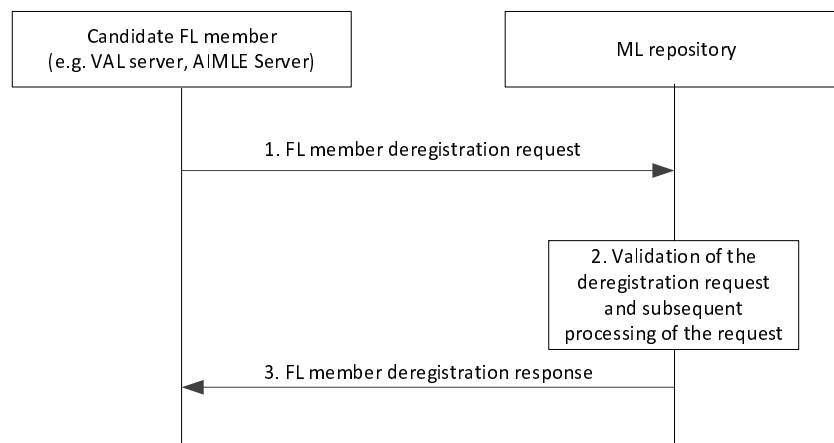 Candidate FL member
(e.g. VAL server, AIMLE Server)
ML repository
1. FL member deregistration request
2. Validation of the
deregistration request
and subsequent
processing of the request
3. FL member deregistration response